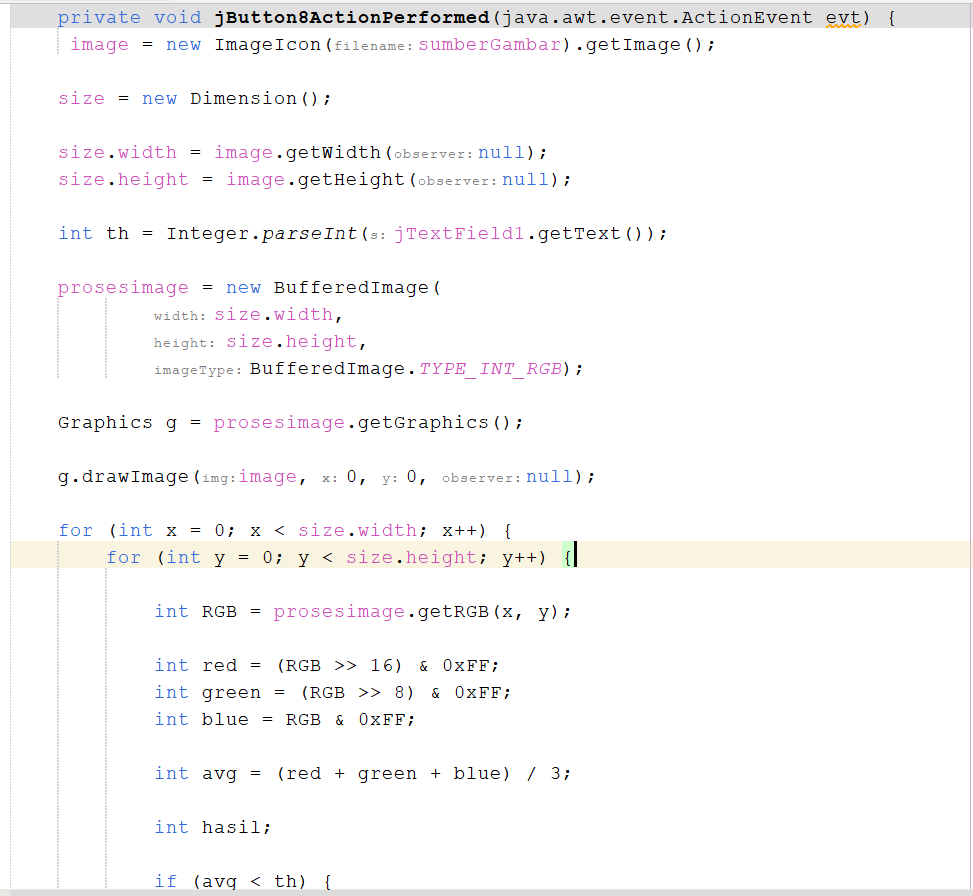 private void jButton8ActionPerformed(java.awt.event.ActionEvent evt) {
image = new ImageIcon(filename: sumberGambar).getImage();
size = new Dimension();
size.width = image.getWidth(observer: null);
size.height = image.getHeight(observer: null);
int th = Integer.parseInt(s: jTextField1.getText());
prosesimage = new BufferedImage(
width: size.width,
height: size.height,
imageType: BufferedImage.TYPE_INT_RGB);
Graphics g = prosesimage.getGraphics();
g.drawImage(img: image, x: 0, y: 0, observer: null);
for (int x = 0; x < size.width; x++) {
for (int y = 0; y < size.height; y++) {
int RGB = prosesimage.getRGB(x, y);
int red = (RGB >> 16) & 0xFF;
int green = (RGB >> 8) & 0xFF;
int blue = RGB & 0xFF;
int avg = (red + green + blue) / 3;
int hasil;
if (avg < th) {